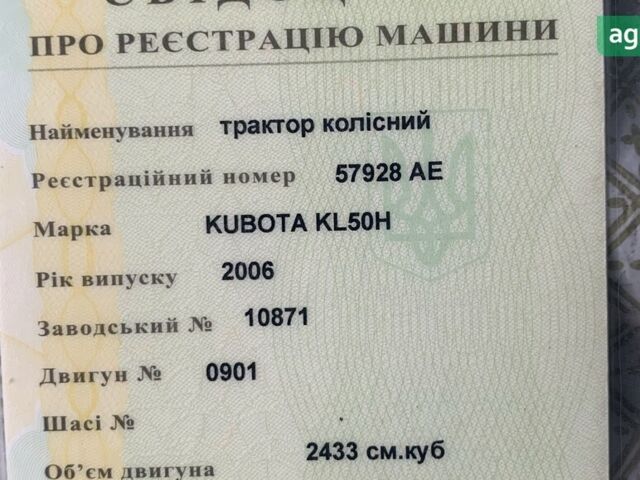 ПРО РЕЄСТРАЦІЮ МАШИНИ
ag
Найменування трактор колісний
Реєстраційний номер 57928 АЕ
Марка KUBOTA KL50H
Рік випуску 2006
Заводський № 10871
Двигун № 0901
Шасі №
Об’єм двигуна 2433 см.куб